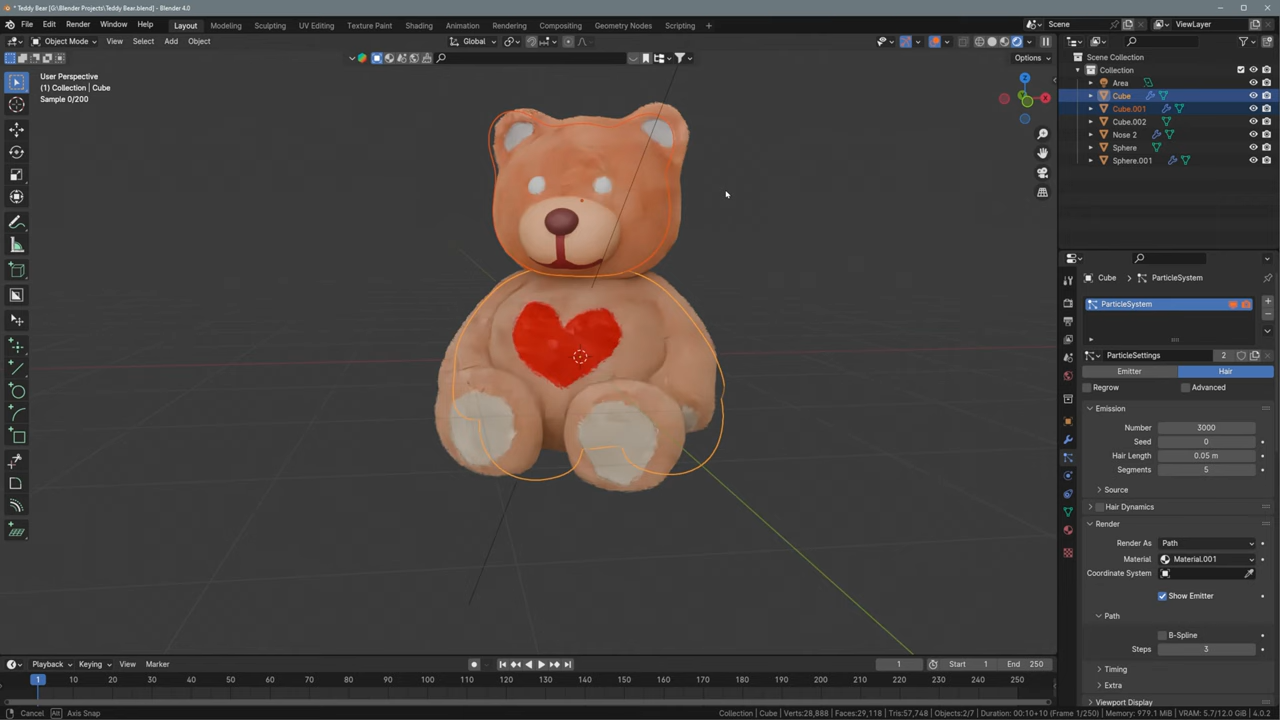 * Teddy Bear [G:\Blender Projects\Teddy Bear.blend] - Blender 4.0
File Edit Render Window Help Layout Modeling Sculpting UV Editing Texture Paint Shading Animation Rendering Compositing Geometry Nodes Scripting + Scene ViewLayer
Object Mode View Select Add Object Global
Options
User Perspective
(1) Collection | Cube
Sample 0/200
Scene Collection
Collection
Area
Cube
Cube.001
Cube.002
Nose 2
Sphere
Sphere.001
X
Cube > ParticleSystem
ParticleSystem
ParticleSettings 2
Emitter Hair
Regrow Advanced
Emission
Number 3000
Seed 0
Hair Length 0.05 m
Segments 5
Source
Hair Dynamics
Render
Render As Path
Material Material.001
Coordinate System
Show Emitter
Path
B-Spline
Steps 3
Timing
Extra
Viewport Display
Playback Keying View Marker 1 Start 1 End 250
1 10 20 30 40 50 60 70 80 90 100 110 120 130 140 150 160 170 180 190 200 210 220 230 240 250
Cancel Alt Axis Snap Collection | Cube | Verts:28,888 | Faces:29,118 | Tris:57,748 | Objects:2/7 | Duration: 00:10+10 (Frame 1/250) | Memory: 979.1 MiB | VRAM: 5.7/12.0 GiB | 4.0.2